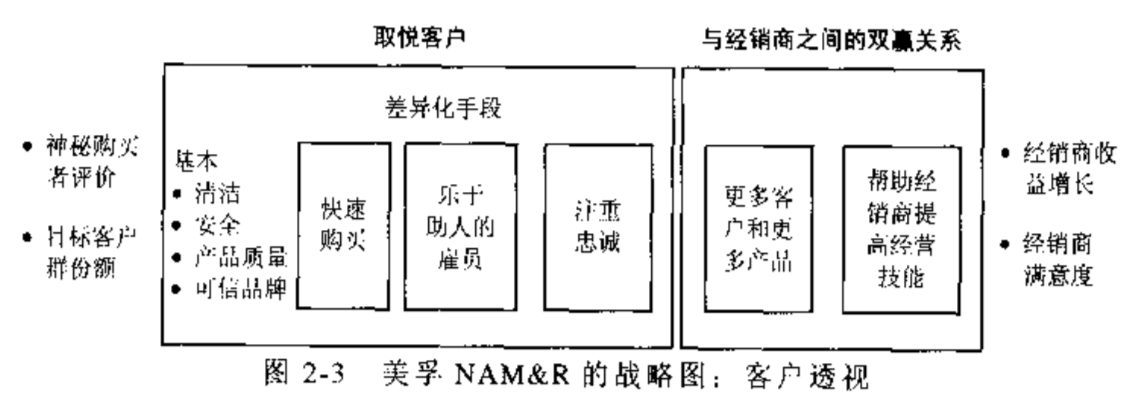 取悦客户
与经销商之间的双赢关系
差异化手段
• 神秘购买
者评价
• 目标客户
群份额
基本
• 清洁
• 安全
• 产品质量
• 可信品牌
快速
购买
乐于
助人的
雇员
注重
忠诚
更多客
户和更
多产品
帮助经
销商提
高经营
技能
• 经销商收
益增长
• 经销商
满意度
图 2-3 美孚 NAM&R 的战略图：客户透视